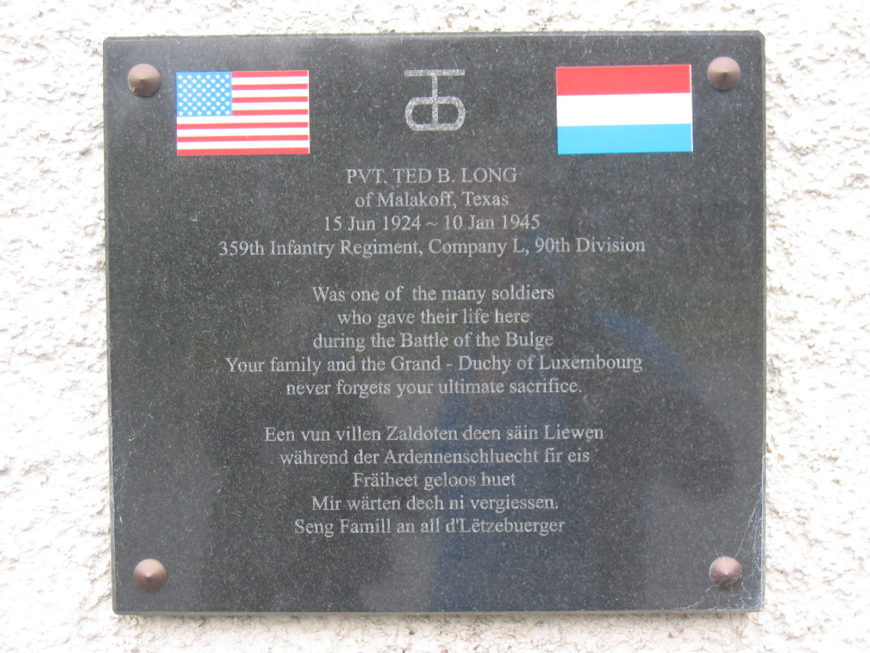 TO
PVT. TED B. LONG
of Malakoff, Texas
15 Jun 1924 ~ 10 Jan 1945
359th Infantry Regiment, Company L, 90th Division
Was one of the many soldiers
who gave their life here
during the Battle of the Bulge
Your family and the Grand - Duchy of Luxembourg
never forgets your ultimate sacrifice.
Een vun villen Zaldoten deen säin Liewen
während der Ardennenschluecht fir eis
Fräiheet geloos huet
Mir wärten dech ni vergiessen.
Seng Famill an all d'Lëtzebuerger